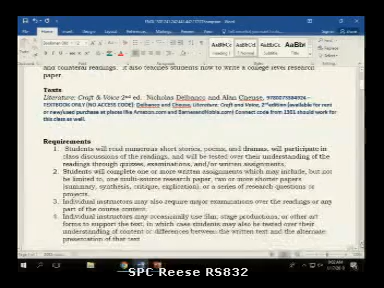 and collateral readings. It also teaches students how to write a college level research
paper.
Texts
Literature: Craft & Voice 2nd ed. Nicholas Delbanco and Alan Cheuse,
TEXTBOOK ONLY (NO ACCESS CODE): Delbanco and Cheuse, Literature: Craft and Voice, 2nd edition (available for rent
or new/used purchase at places like Amazon.com and BarnesandNoble.com) Connect code from 1301 should work for
this class as well.
Requirements
1. Students will read numerous short stories, poems, and dramas, will participate in
class discussions of the readings, and will be tested over their understanding of the
readings through quizzes, examinations, and/or written assignments.
2. Students will complete one or more written assignments which may include, but not
be limited to, one multi-source research paper, two or more shorter papers
(summary, synthesis, critique, explication), or a series of research questions or
projects.
3. Individual instructors may also require major examinations over the readings or any
part of the course content.
4. Individual instructors may occasionally use film, stage productions, or other art
forms to support the text, in which case students may also be tested over their
understanding of content or differences between the written text and the alternate
presentation of that text.
SPC Reese RS832